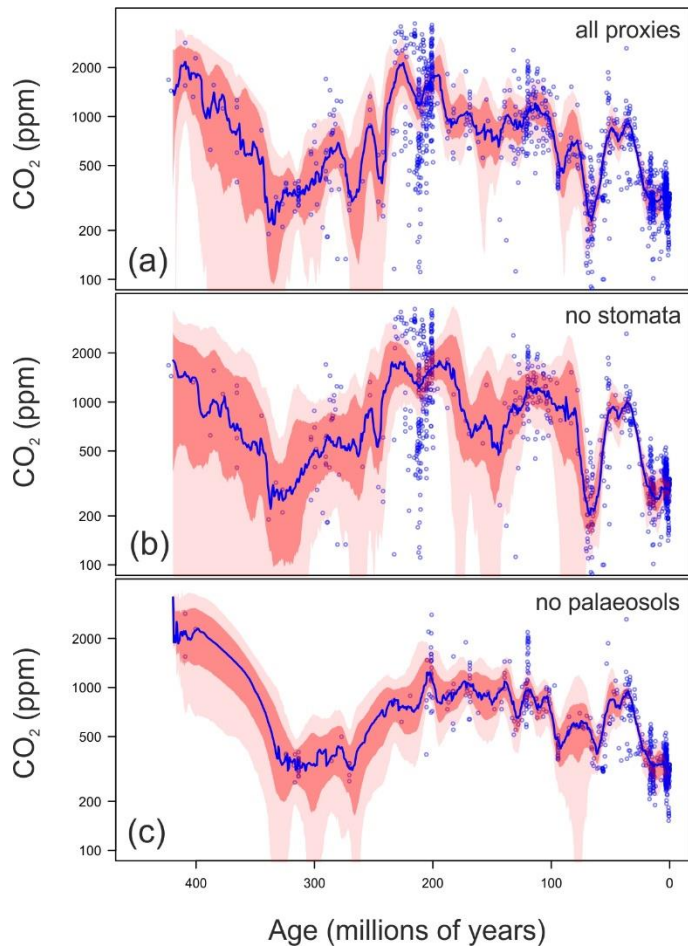 all proxies
CO₂ (ppm)
2000
1000
500
200
100
(a)
no stomata
CO₂ (ppm)
2000
1000
500
200
100
(b)
no palaeosols
CO₂ (ppm)
2000
1000
500
200
100
(c)
400 300 200 100 0
Age (millions of years)